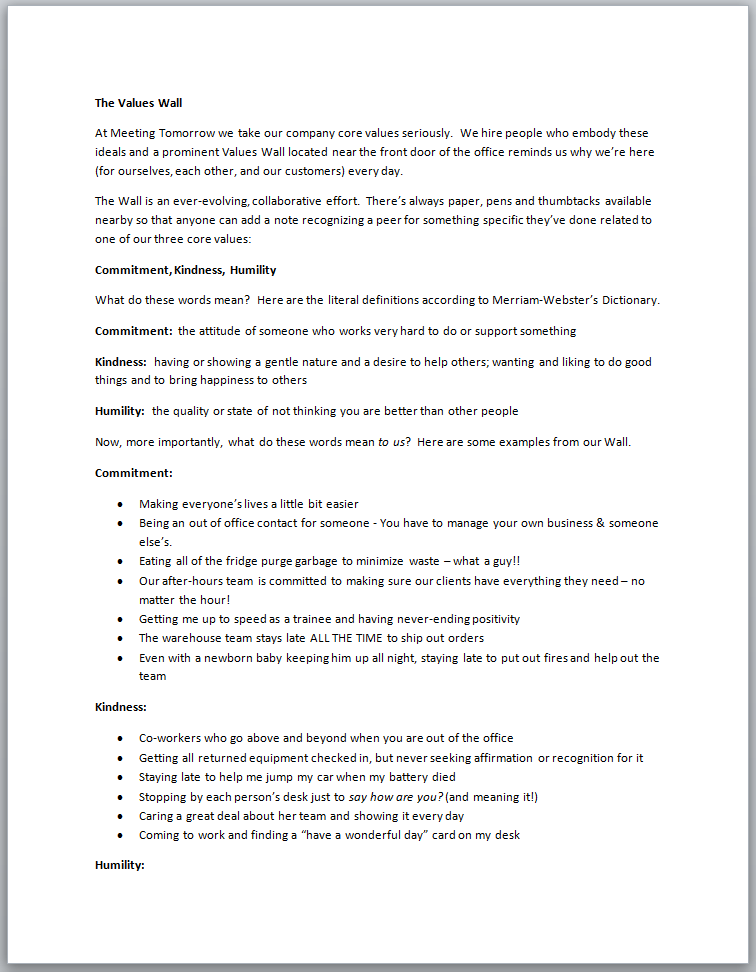 The Values Wall
At Meeting Tomorrow we take our company core values seriously.  We hire people who embody these
ideals and a prominent Values Wall located near the front door of the office reminds us why we’re here
(for ourselves, each other, and our customers) every day.
The Wall is an ever-evolving, collaborative effort.  There’s always paper, pens and thumbtacks available
nearby so that anyone can add a note recognizing a peer for something specific they’ve done related to
one of our three core values:
Commitment, Kindness, Humility
What do these words mean?  Here are the literal definitions according to Merriam-Webster’s Dictionary.
Commitment:  the attitude of someone who works very hard to do or support something
Kindness:  having or showing a gentle nature and a desire to help others; wanting and liking to do good
things and to bring happiness to others
Humility:  the quality or state of not thinking you are better than other people
Now, more importantly, what do these words mean to us?  Here are some examples from our Wall.
Commitment:
• Making everyone’s lives a little bit easier
• Being an out of office contact for someone - You have to manage your own business & someone
else’s.
• Eating all of the fridge purge garbage to minimize waste – what a guy!!
• Our after-hours team is committed to making sure our clients have everything they need – no
matter the hour!
• Getting me up to speed as a trainee and having never-ending positivity
• The warehouse team stays late ALL THE TIME to ship out orders
• Even with a newborn baby keeping him up all night, staying late to put out fires and help out the
team
Kindness:
• Co-workers who go above and beyond when you are out of the office
• Getting all returned equipment checked in, but never seeking affirmation or recognition for it
• Staying late to help me jump my car when my battery died
• Stopping by each person’s desk just to say how are you? (and meaning it!)
• Caring a great deal about her team and showing it every day
• Coming to work and finding a “have a wonderful day” card on my desk
Humility: